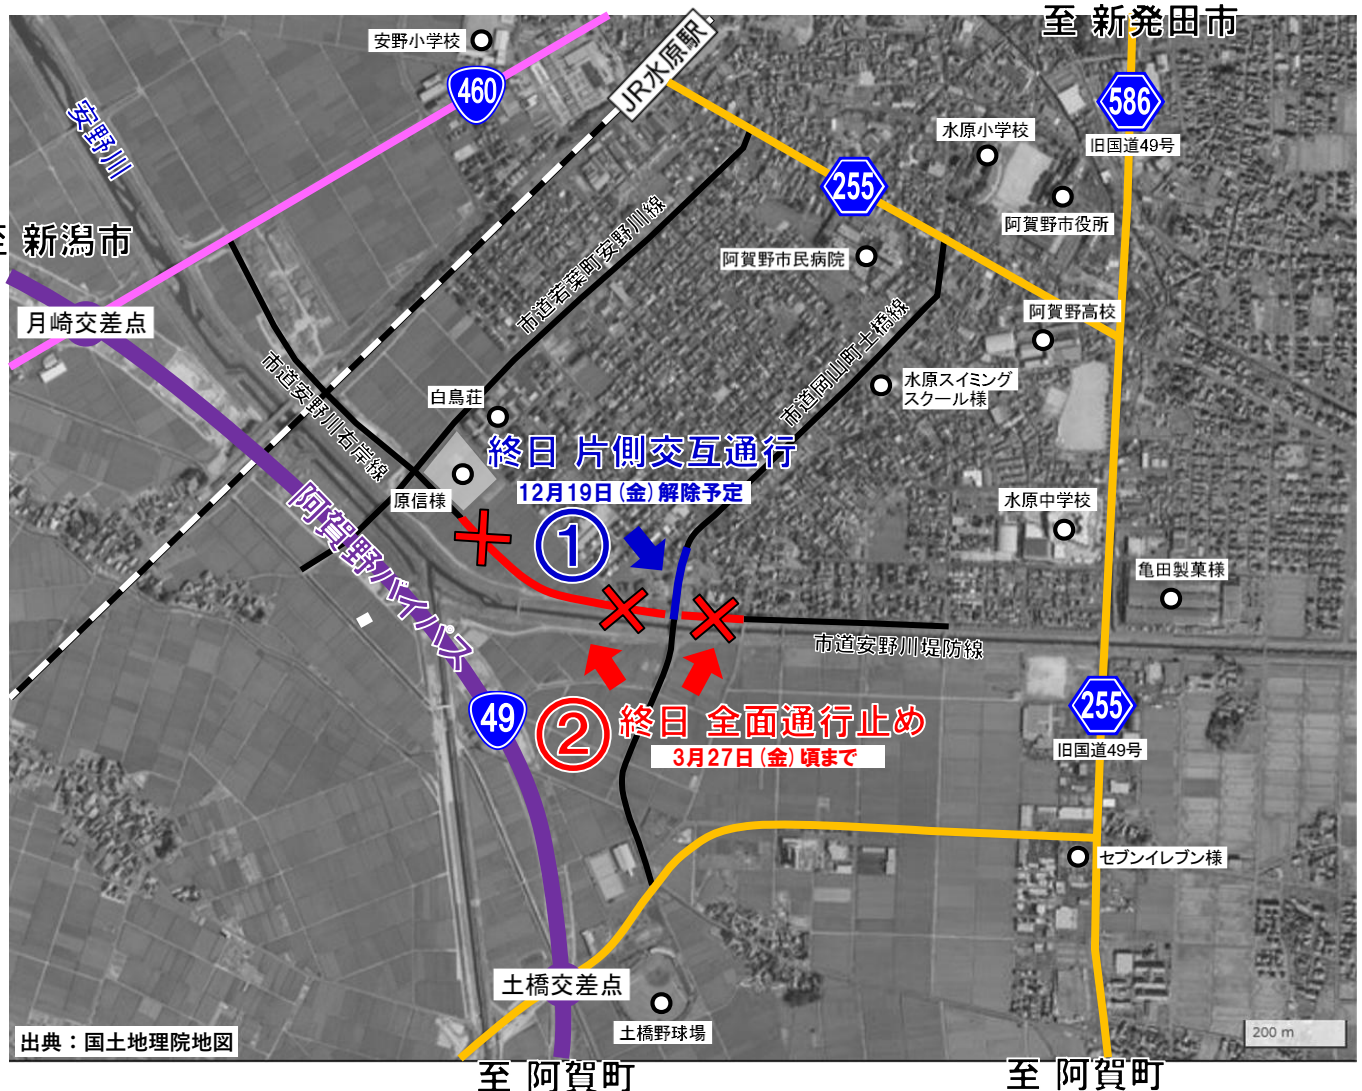 至 新発田市
安野小学校
JR水原駅
460
586
旧国道49号
安野川
水原小学校
255
阿賀野市役所
至 新潟市
市道若葉町安野川線
阿賀野市民病院
月崎交差点
阿賀野高校
市道安野川右岸線
市道岡山町土橋線
水原スイミング
スクール様
白鳥荘
終日 片側交互通行
12月19日(金)解除予定
原信様
①
水原中学校
阿賀野バイパス
亀田製菓様
市道安野川堤防線
49
②
終日 全面通行止め
3月27日(金)頃まで
255
旧国道49号
セブンイレブン様
土橋交差点
土橋野球場
出典：国土地理院地図
200 m
至 阿賀町
至 阿賀町